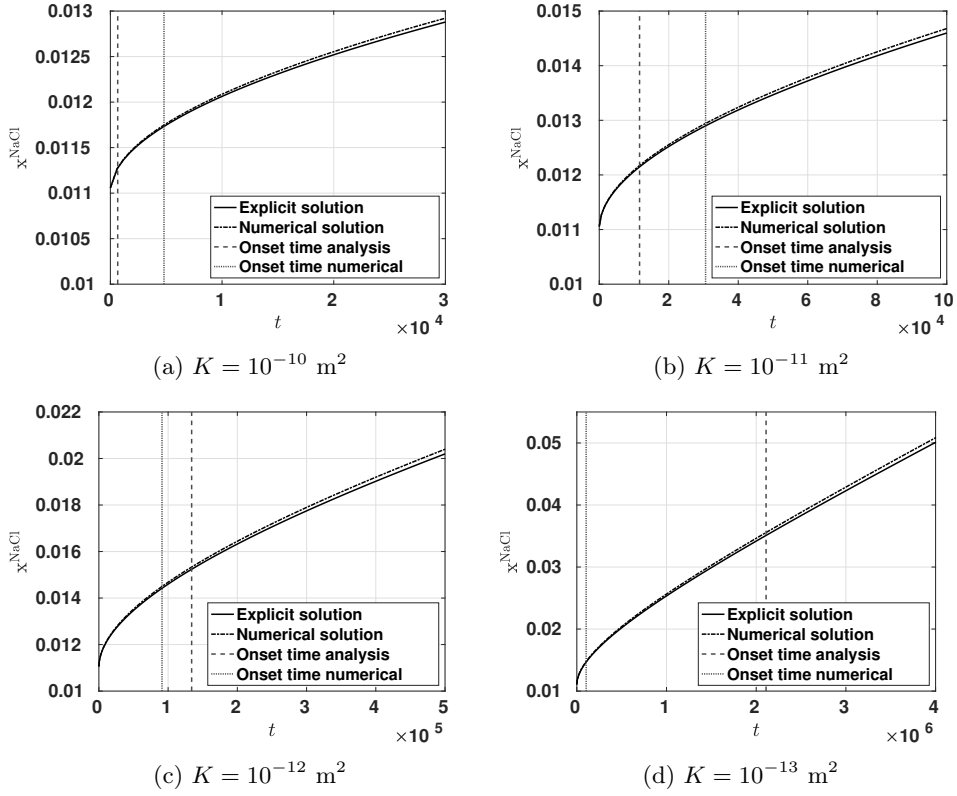 0.013
0.0125
0.012
0.0115
0.011
0.0105
0.01
x^NaCl
0 1 2 3
×10 ^4
t
Explicit solution
Numerical solution
Onset time analysis
Onset time numerical
(a) K = 10^−10 m^2
0.015
0.014
0.013
0.012
0.011
0.01
x^NaCl
0 2 4 6 8 10
×10 ^4
t
Explicit solution
Numerical solution
Onset time analysis
Onset time numerical
(b) K = 10^−11 m^2
0.022
0.02
0.018
0.016
0.014
0.012
0.01
x^NaCl
0 1 2 3 4 5
×10 ^5
t
Explicit solution
Numerical solution
Onset time analysis
Onset time numerical
(c) K = 10^−12 m^2
0.05
0.04
0.03
0.02
0.01
x^NaCl
0 1 2 3 4
×10 ^6
t
Explicit solution
Numerical solution
Onset time analysis
Onset time numerical
(d) K = 10^−13 m^2